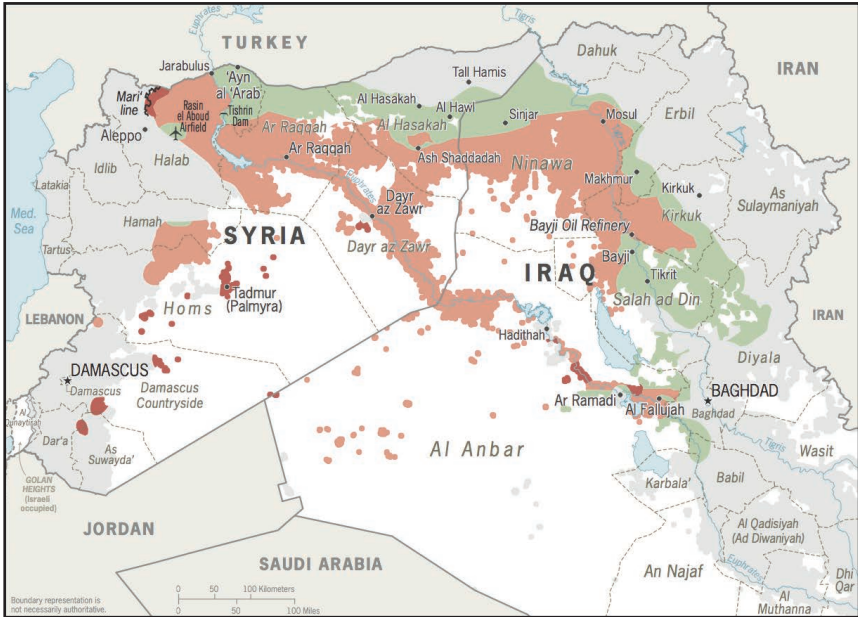 TURKEY
Euphrates
Tigris
Dahuk
IRAN
Jarabulus
'Ayn
al 'Arab'
Tall Hamis
Mari'
line
Rasin
el Aboud
Airfield
Tishrin
Dam
Al Hasakah
Al Hawl
Sinjar
Mosul
Erbil
Aleppo
Ar Raqqah
Al Hasakah
Halab
Ar Raqqah
Ash Shaddadah
Ninawa
Idlib
Makhmur
Kirkuk
As
Sulaymaniyah
Latakia
Euphrates
Kirkuk
Med.
Sea
Hamah
Dayr
az Zawr
Bayji Oil Refinery
Tartus
SYRIA
Dayr az Zawr
Bayji
IRAQ
Tikrit
Tadmur
(Palmyra)
Salah ad Din
Homs
LEBANON
IRAN
Hadithah
Diyala
DAMASCUS
Damascus
Damascus
Countryside
BAGHDAD
Ar Ramadi
Al Fallujah
Baghdad
Al
Qunaytirah
Dar'a
As
Suwayda'
Al Anbar
Tigris
Wasit
GOLAN
HEIGHTS
(Israeli
occupied)
Karbala'
Babil
JORDAN
Al Qadisiyah
(Ad Diwaniyah)
SAUDI ARABIA
An Najaf
Euphrates
Dhi
Qar
0 50 100 Kilometers
0 50 100 Miles
Al
Muthanna
Boundary representation is
not necessarily authoritative.